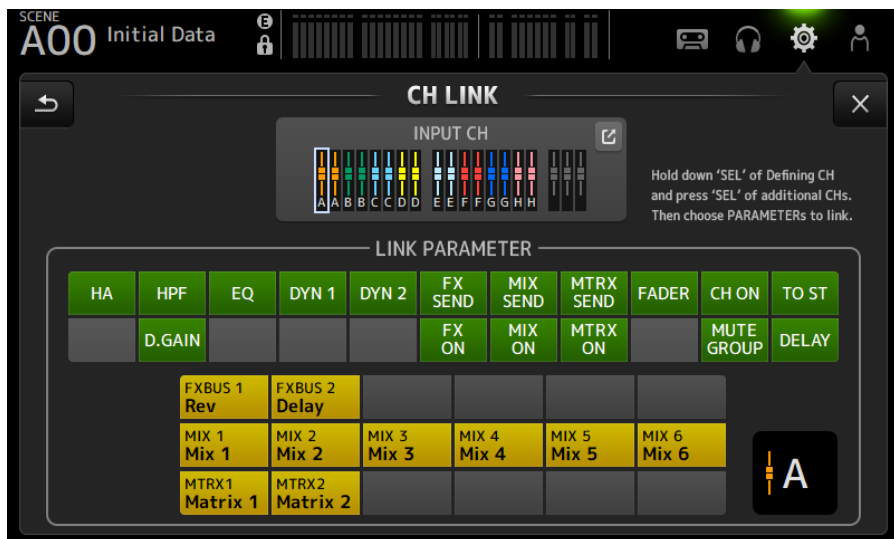 SCENE
A00 Initial Data
E
CH LINK
INPUT CH
A A B B C C D D E E F F G G H H
Hold down ‘SEL’ of Defining CH
and press ‘SEL’ of additional CHs.
Then choose PARAMETERs to link.
LINK PARAMETER
HA HPF EQ DYN 1 DYN 2 FX SEND MIX SEND MTRX SEND FADER CH ON TO ST
D.GAIN FX ON MIX ON MTRX ON MUTE GROUP DELAY
FXBUS 1 FXBUS 2
Rev Delay
MIX 1 MIX 2 MIX 3 MIX 4 MIX 5 MIX 6
Mix 1 Mix 2 Mix 3 Mix 4 Mix 5 Mix 6
MTRX1 MTRX2
Matrix 1 Matrix 2
A